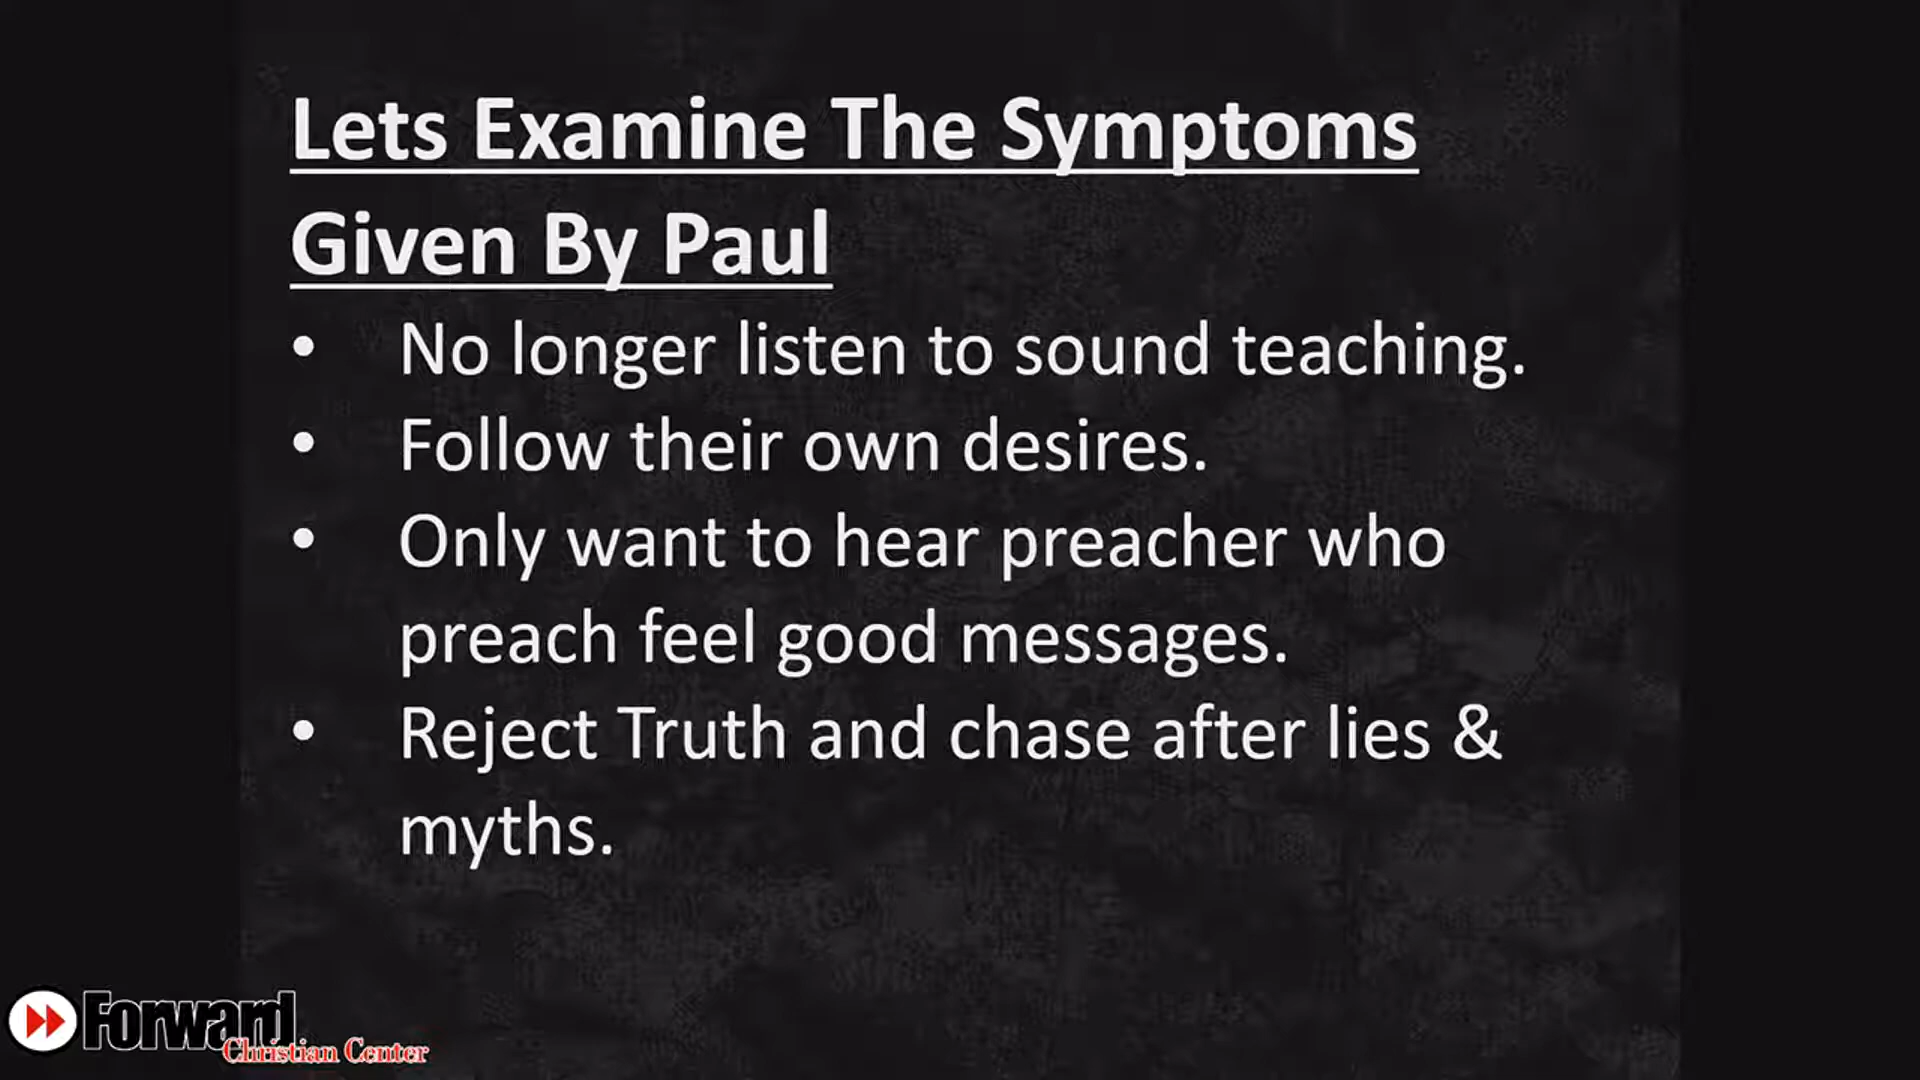 Lets Examine The Symptoms
Given By Paul
• No longer listen to sound teaching.
• Follow their own desires.
• Only want to hear preacher who
preach feel good messages.
• Reject Truth and chase after lies &
myths.
Forward
Christian Center